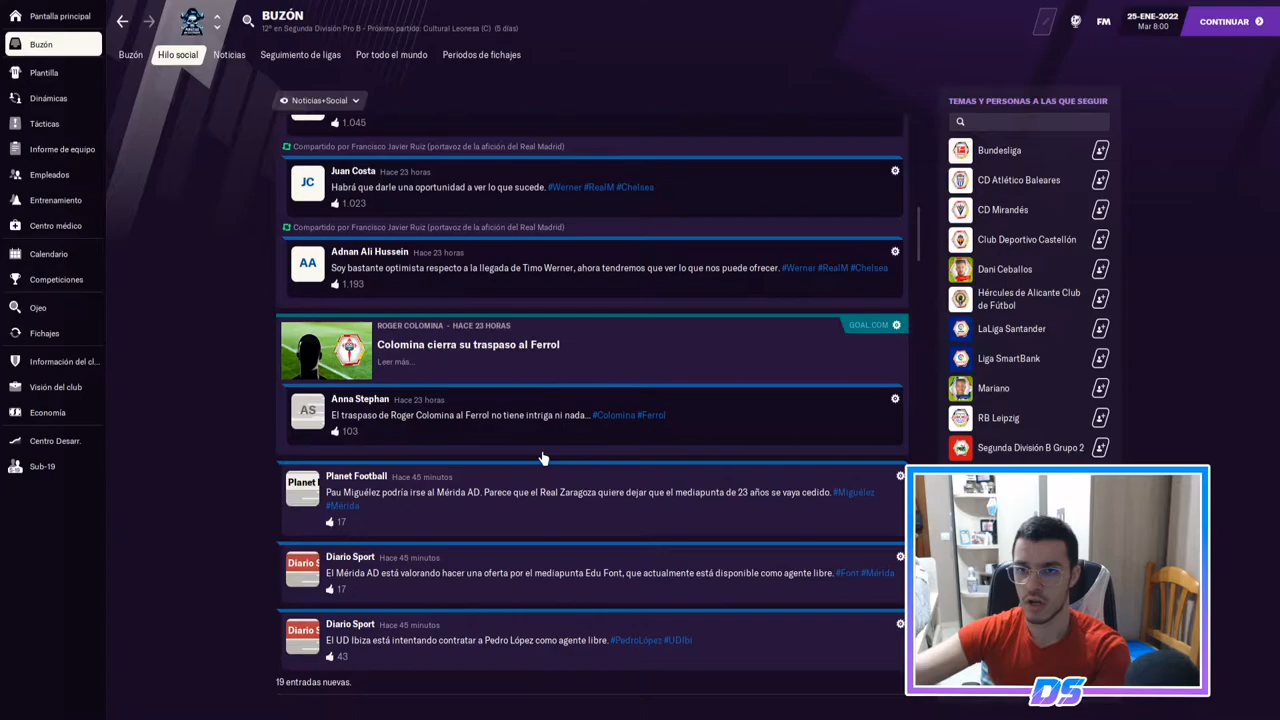 Pantalla principal
Buzón
Plantilla
Dinámicas
Tácticas
Informe de equipo
Empleados
Entrenamiento
Centro médico
Calendario
Competiciones
Ojeo
Fichajes
Información del cl...
Visión del club
Economía
Centro Desarr.
Sub-19
BUZÓN
12º en Segunda División Pro B - Próximo partido: Cultural Leonesa (C) (5 días)
FM
25-ENE-2022
Mar 8:00
CONTINUAR
Buzón
Hilo social
Noticias
Seguimiento de ligas
Por todo el mundo
Periodos de fichajes
Noticias+Social
1.045
Compartido por Francisco Javier Ruiz (portavoz de la afición del Real Madrid)
JC
Juan Costa Hace 23 horas
Habrá que darle una oportunidad a ver lo que sucede. #Werner #RealM #Chelsea
1.023
Compartido por Francisco Javier Ruiz (portavoz de la afición del Real Madrid)
AA
Adnan Ali Hussein Hace 23 horas
Soy bastante optimista respecto a la llegada de Timo Werner, ahora tendremos que ver lo que nos puede ofrecer. #Werner #RealM #Chelsea
1.193
ROGER COLOMINA - HACE 23 HORAS
GOAL.COM
Colomina cierra su traspaso al Ferrol
Leer más...
AS
Anna Stephan Hace 23 horas
El traspaso de Roger Colomina al Ferrol no tiene intriga ni nada... #Colomina #Ferrol
103
Planet F
Planet Football Hace 45 minutos
Pau Miguélez podría irse al Mérida AD. Parece que el Real Zaragoza quiere dejar que el mediapunta de 23 años se vaya cedido. #Miguélez
#Mérida
17
Diario S
Diario Sport Hace 45 minutos
El Mérida AD está valorando hacer una oferta por el mediapunta Edu Font, que actualmente está disponible como agente libre. #Font #Mérida
17
Diario S
Diario Sport Hace 45 minutos
El UD Ibiza está intentando contratar a Pedro López como agente libre. #PedroLópez #UDIbi
43
19 entradas nuevas.
TEMAS Y PERSONAS A LAS QUE SEGUIR
Bundesliga
CD Atlético Baleares
CD Mirandés
Club Deportivo Castellón
Dani Ceballos
Hércules de Alicante Club
de Fútbol
LaLiga Santander
Liga SmartBank
Mariano
RB Leipzig
Segunda División B Grupo 2
DS